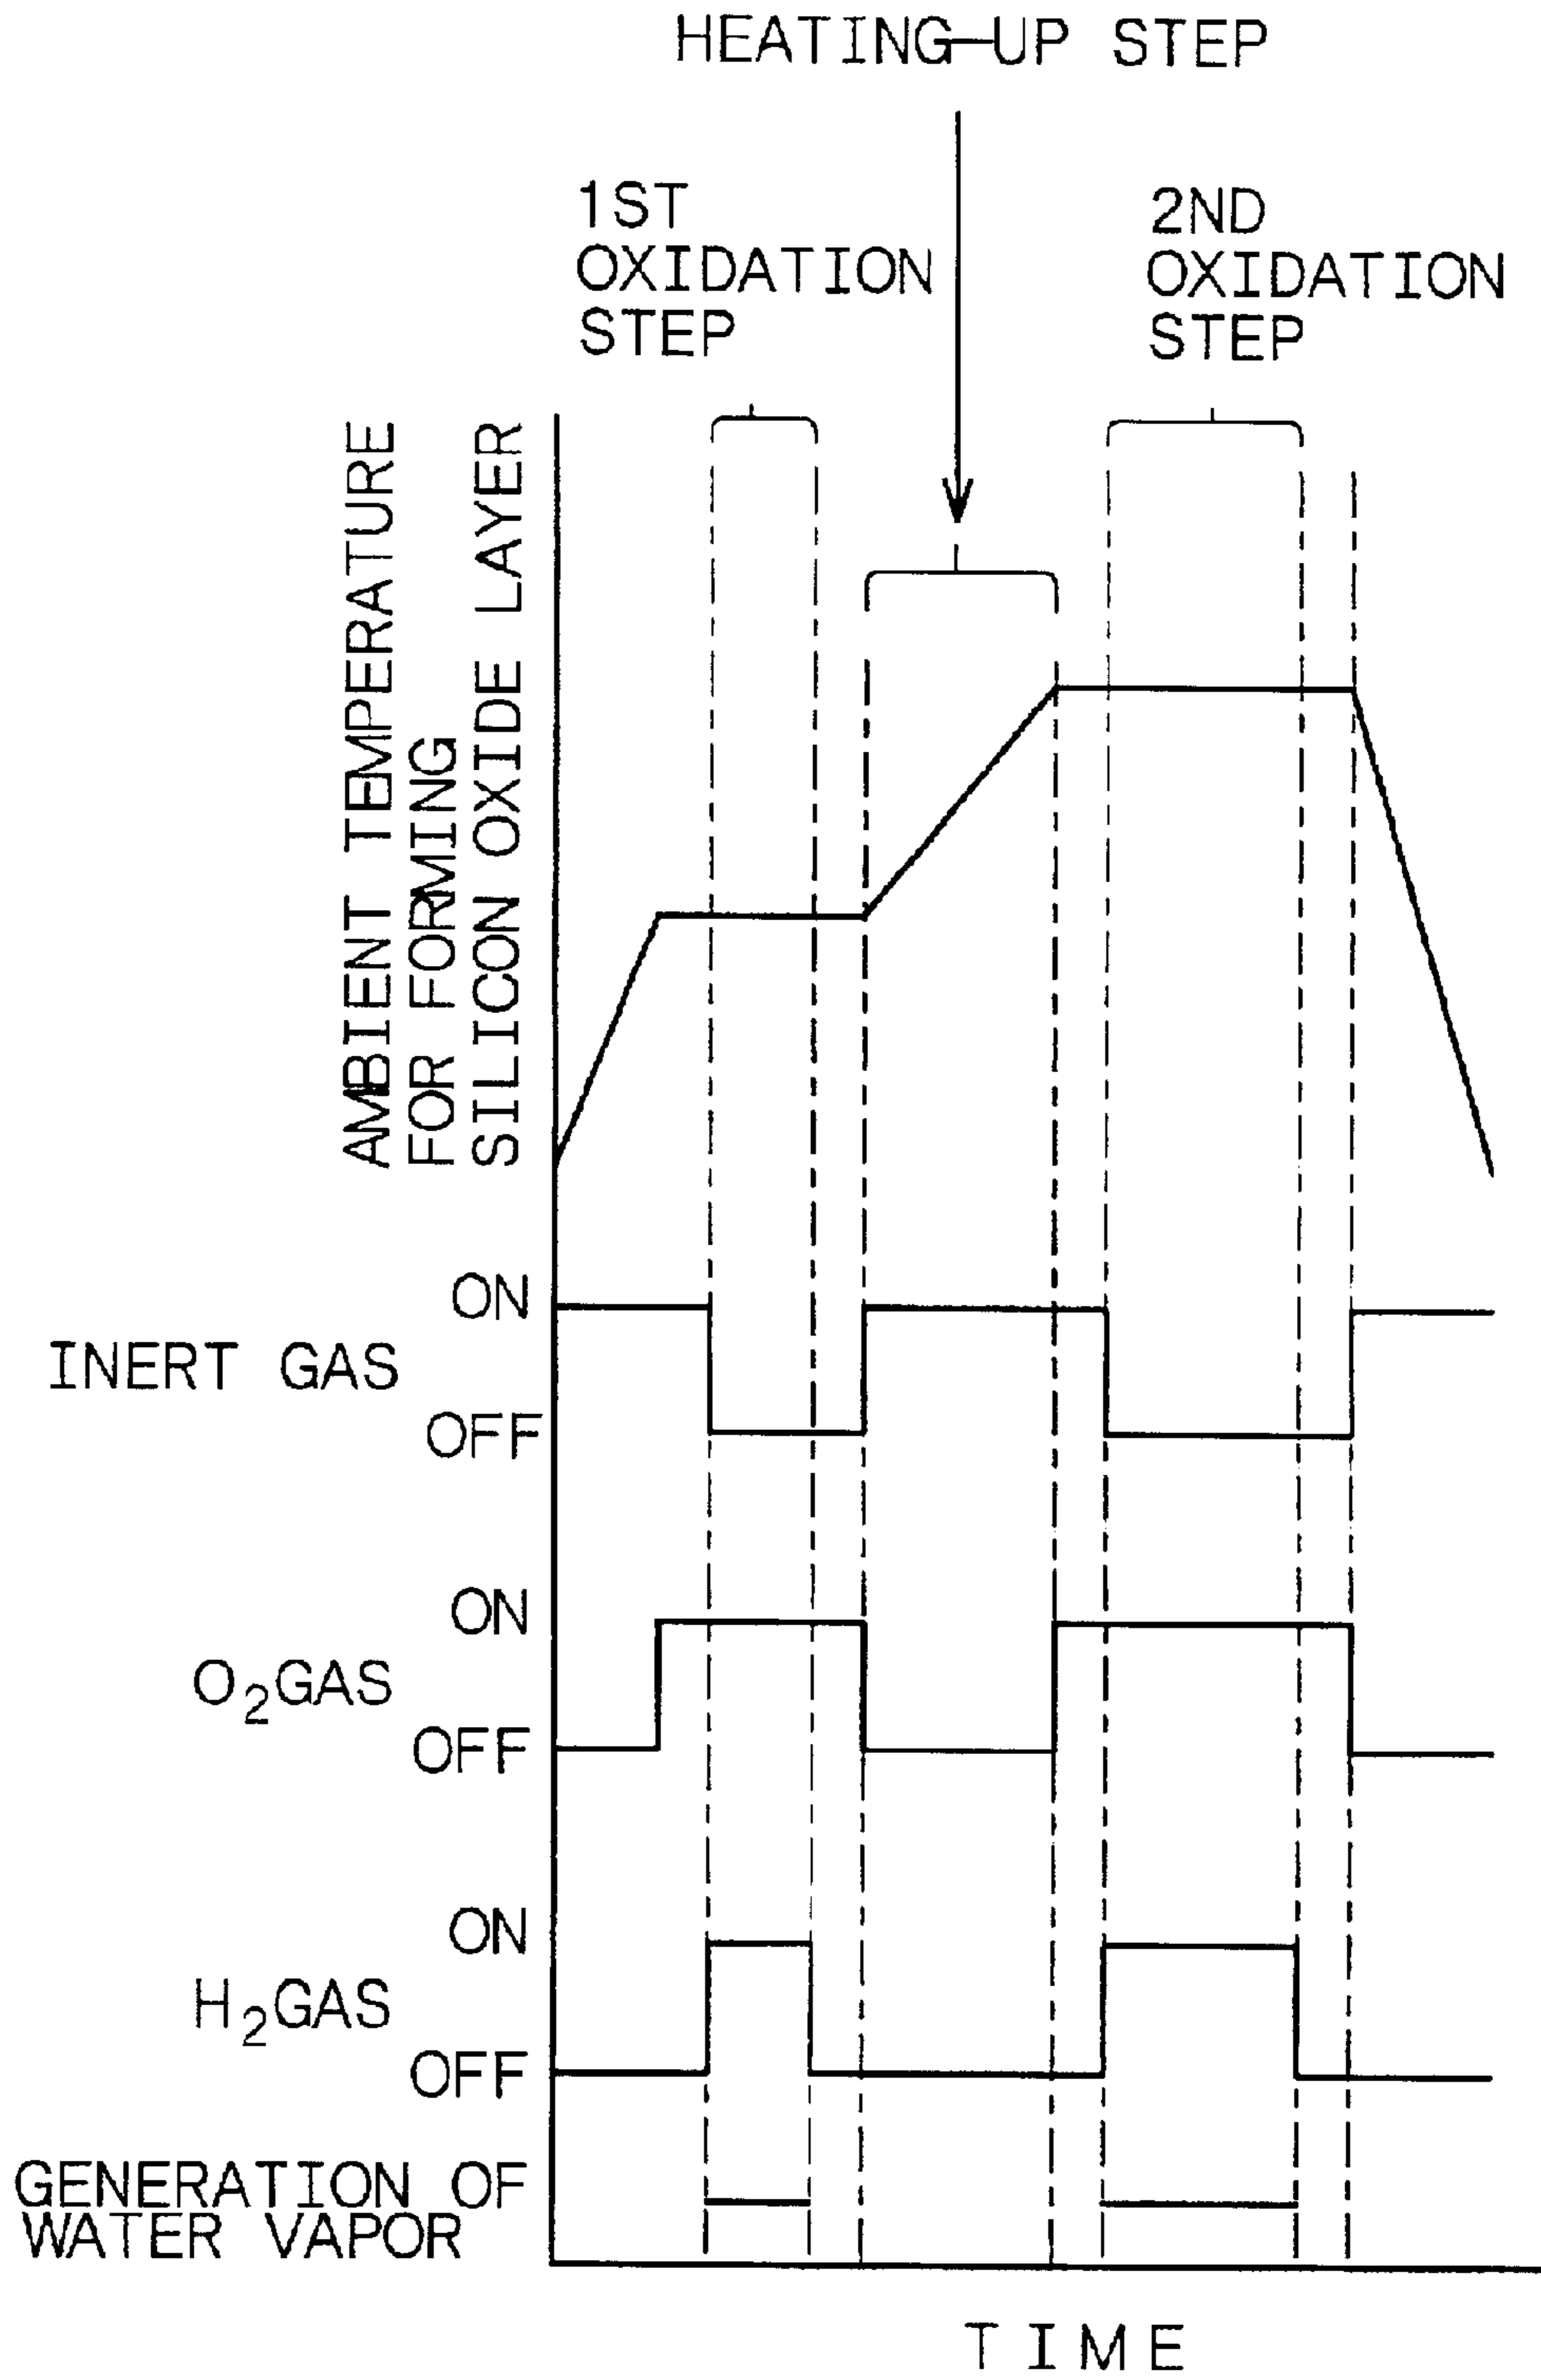 HEATING-UP STEP
1ST
OXIDATION
STEP
2ND
OXIDATION
STEP
AMBIENT TEMPERATURE
FOR FORMING
SILICON OXIDE LAYER
ON
INERT GAS
OFF
ON
O₂GAS
OFF
ON
H₂GAS
OFF
GENERATION OF
WATER VAPOR
TIME